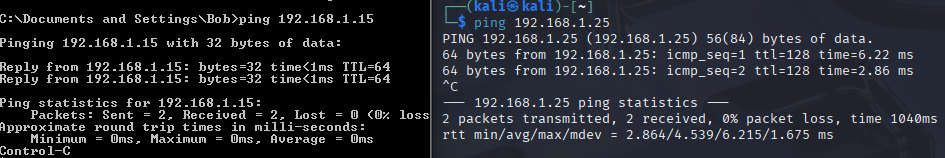 C:\Documents and Settings\Bob>ping 192.168.1.15
Pinging 192.168.1.15 with 32 bytes of data:
Reply from 192.168.1.15: bytes=32 time<1ms TTL=64
Reply from 192.168.1.15: bytes=32 time<1ms TTL=64
Ping statistics for 192.168.1.15:
Packets: Sent = 2, Received = 2, Lost = 0 (0% loss
Approximate round trip times in milli-seconds:
Minimum = 0ms, Maximum = 0ms, Average = 0ms
Control-C
(kali㉿kali)-[~]
$ ping 192.168.1.25
PING 192.168.1.25 (192.168.1.25) 56(84) bytes of data.
64 bytes from 192.168.1.25: icmp_seq=1 ttl=128 time=6.22 ms
64 bytes from 192.168.1.25: icmp_seq=2 ttl=128 time=2.86 ms
^C
--- 192.168.1.25 ping statistics ---
2 packets transmitted, 2 received, 0% packet loss, time 1040ms
rtt min/avg/max/mdev = 2.864/4.539/6.215/1.675 ms